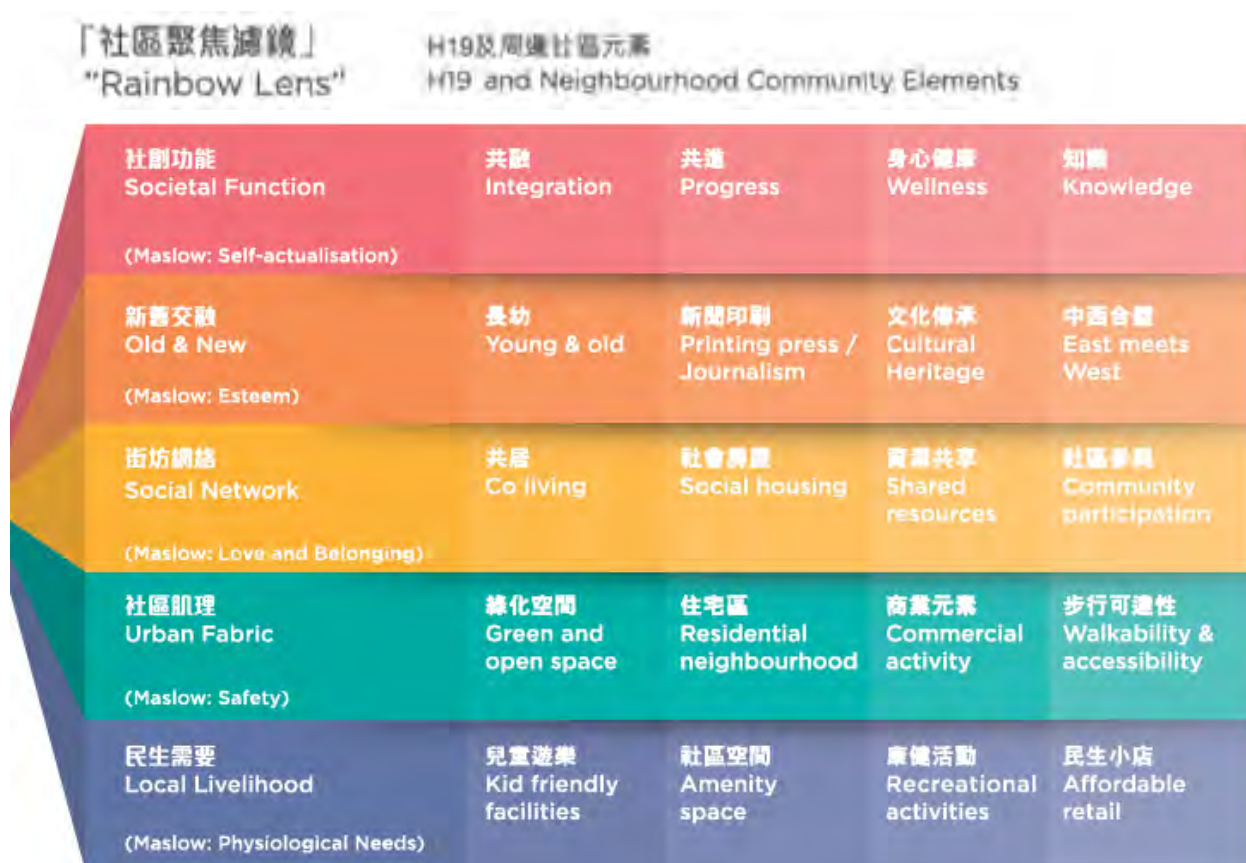 「社區聚焦濾鏡」
"Rainbow Lens"
H19及周邊社區元素
H19 and Neighbourhood Community Elements
社創功能
Societal Function
(Maslow: Self-actualisation)
共融
Integration
共進
Progress
身心健康
Wellness
知識
Knowledge
新舊交融
Old & New
(Maslow: Esteem)
長幼
Young & old
新聞印刷
Printing press /
Journalism
文化傳承
Cultural
Heritage
中西合璧
East meets
West
街坊網絡
Social Network
(Maslow: Love and Belonging)
共居
Co living
社會房屋
Social housing
資源共享
Shared
resources
社區參與
Community
participation
社區肌理
Urban Fabric
(Maslow: Safety)
綠化空間
Green and
open space
住宅區
Residential
neighbourhood
商業元素
Commercial
activity
步行可達性
Walkability &
accessibility
民生需要
Local Livelihood
(Maslow: Physiological Needs)
兒童遊樂
Kid friendly
facilities
社區空間
Amenity
space
康健活動
Recreational
activities
民生小店
Affordable
retail